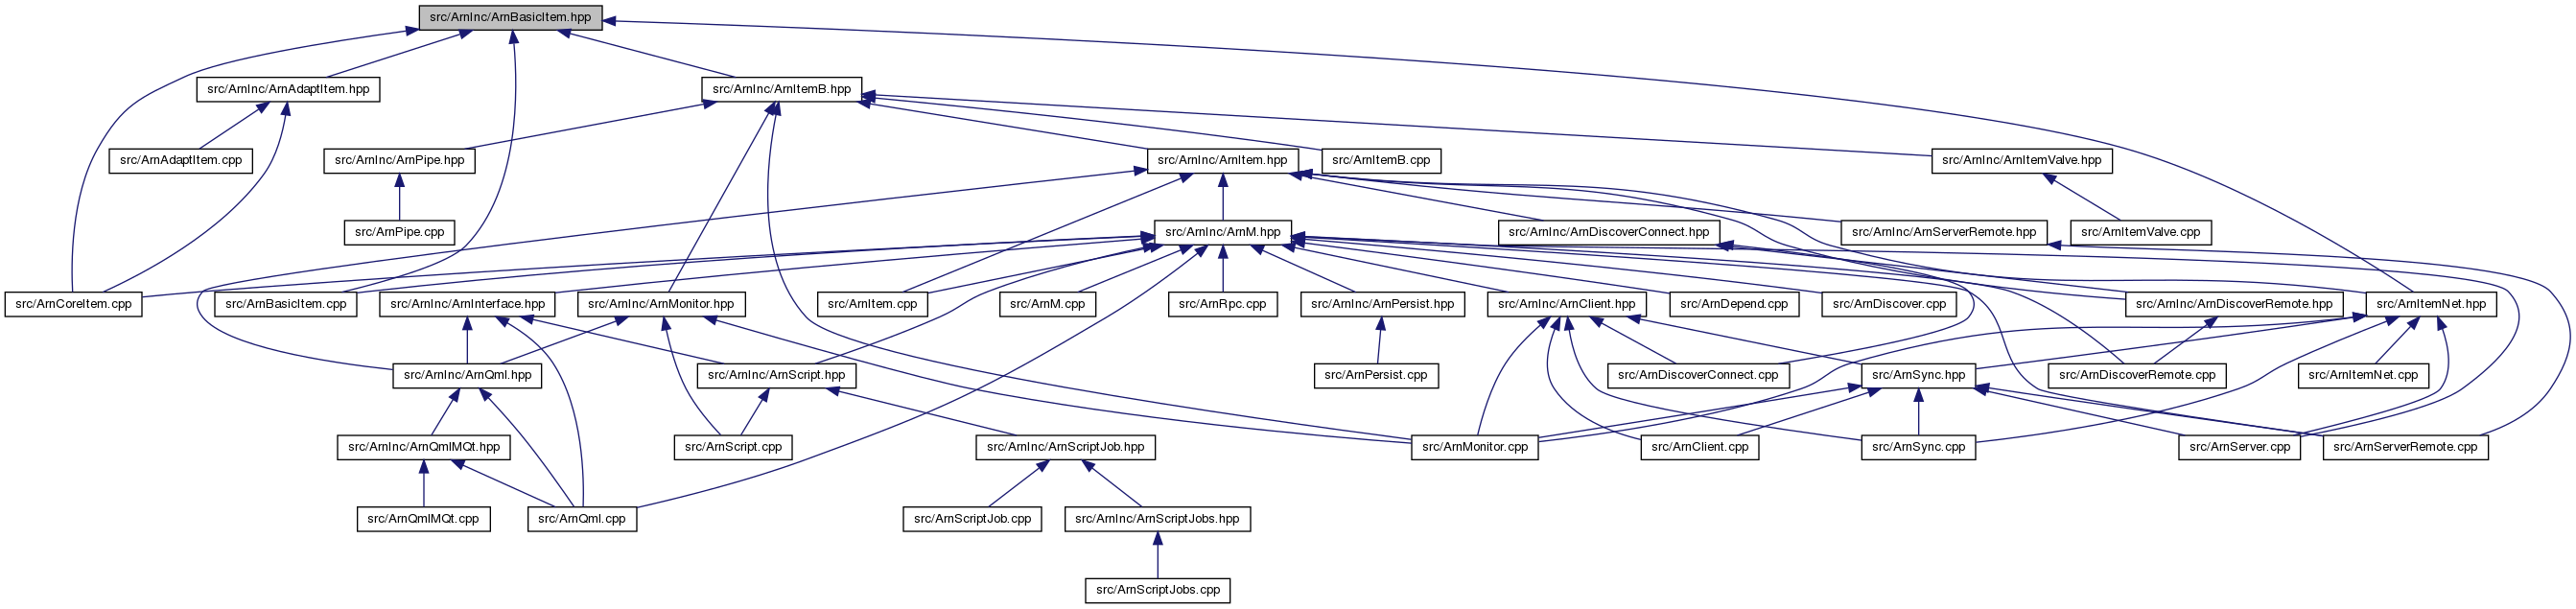 src/ArnInc/ArnBasicItem.hpp
src/ArnInc/ArnAdaptItem.hpp
src/ArnInc/ArnItemB.hpp
src/ArnAdaptItem.cpp
src/ArnInc/ArnPipe.hpp
src/ArnInc/ArnItem.hpp
src/ArnItemB.cpp
src/ArnInc/ArnItemValve.hpp
src/ArnPipe.cpp
src/ArnInc/ArnM.hpp
src/ArnInc/ArnDiscoverConnect.hpp
src/ArnInc/ArnServerRemote.hpp
src/ArnItemValve.cpp
src/ArnCoreItem.cpp
src/ArnBasicItem.cpp
src/ArnInc/ArnInterface.hpp
src/ArnInc/ArnMonitor.hpp
src/ArnItem.cpp
src/ArnM.cpp
src/ArnRpc.cpp
src/ArnInc/ArnPersist.hpp
src/ArnInc/ArnClient.hpp
src/ArnDepend.cpp
src/ArnDiscover.cpp
src/ArnInc/ArnDiscoverRemote.hpp
src/ArnItemNet.hpp
src/ArnInc/ArnQml.hpp
src/ArnInc/ArnScript.hpp
src/ArnPersist.cpp
src/ArnDiscoverConnect.cpp
src/ArnSync.hpp
src/ArnDiscoverRemote.cpp
src/ArnItemNet.cpp
src/ArnInc/ArnQmlMQt.hpp
src/ArnScript.cpp
src/ArnInc/ArnScriptJob.hpp
src/ArnMonitor.cpp
src/ArnClient.cpp
src/ArnSync.cpp
src/ArnServer.cpp
src/ArnServerRemote.cpp
src/ArnQmlMQt.cpp
src/ArnQml.cpp
src/ArnScriptJob.cpp
src/ArnInc/ArnScriptJobs.hpp
src/ArnScriptJobs.cpp